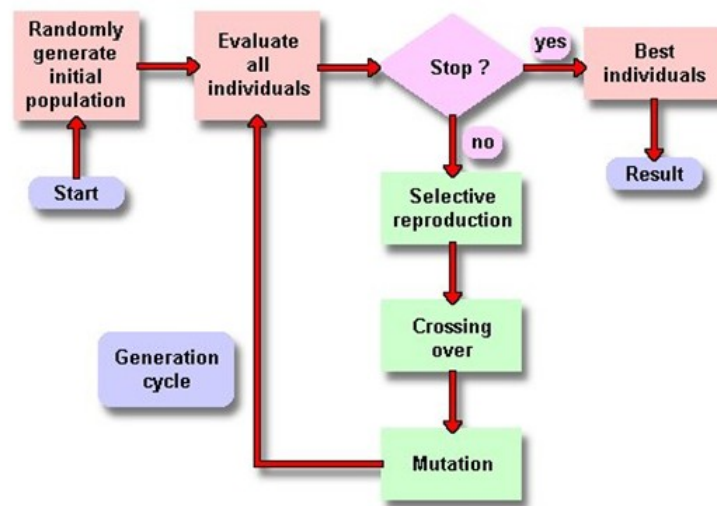 Randomly
generate
initial
population
Evaluate
all
individuals
Stop ?
yes
Best
individuals
no
Start
Result
Selective
reproduction
Crossing
over
Generation
cycle
Mutation